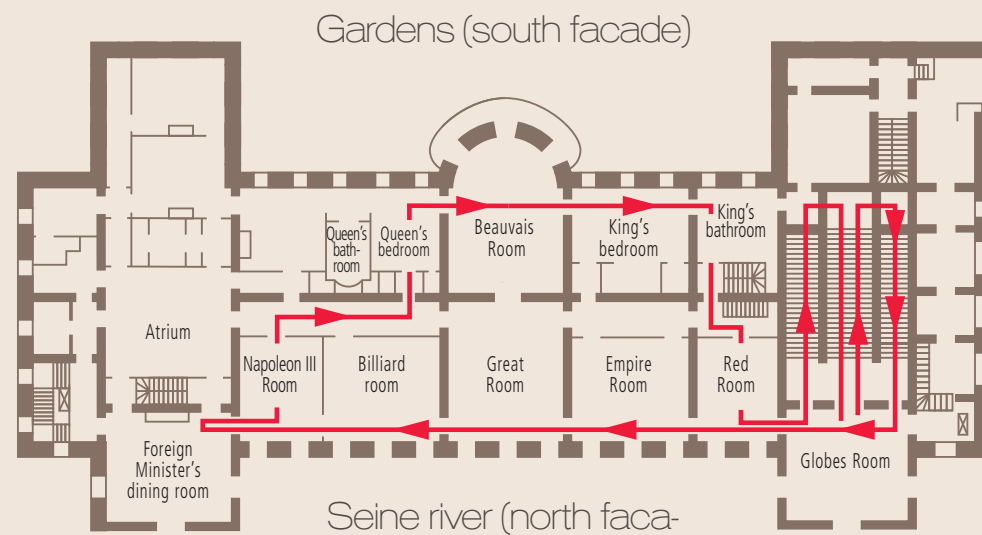 Gardens (south facade)
Queen's
bath-
room
Queen's
bedroom
Beauvais
Room
King's
bedroom
King's
bathroom
Atrium
Napoleon III
Room
Billiard
room
Great
Room
Empire
Room
Red
Room
Foreign
Minister's
dining room
Globes Room
Seine river (north faca-